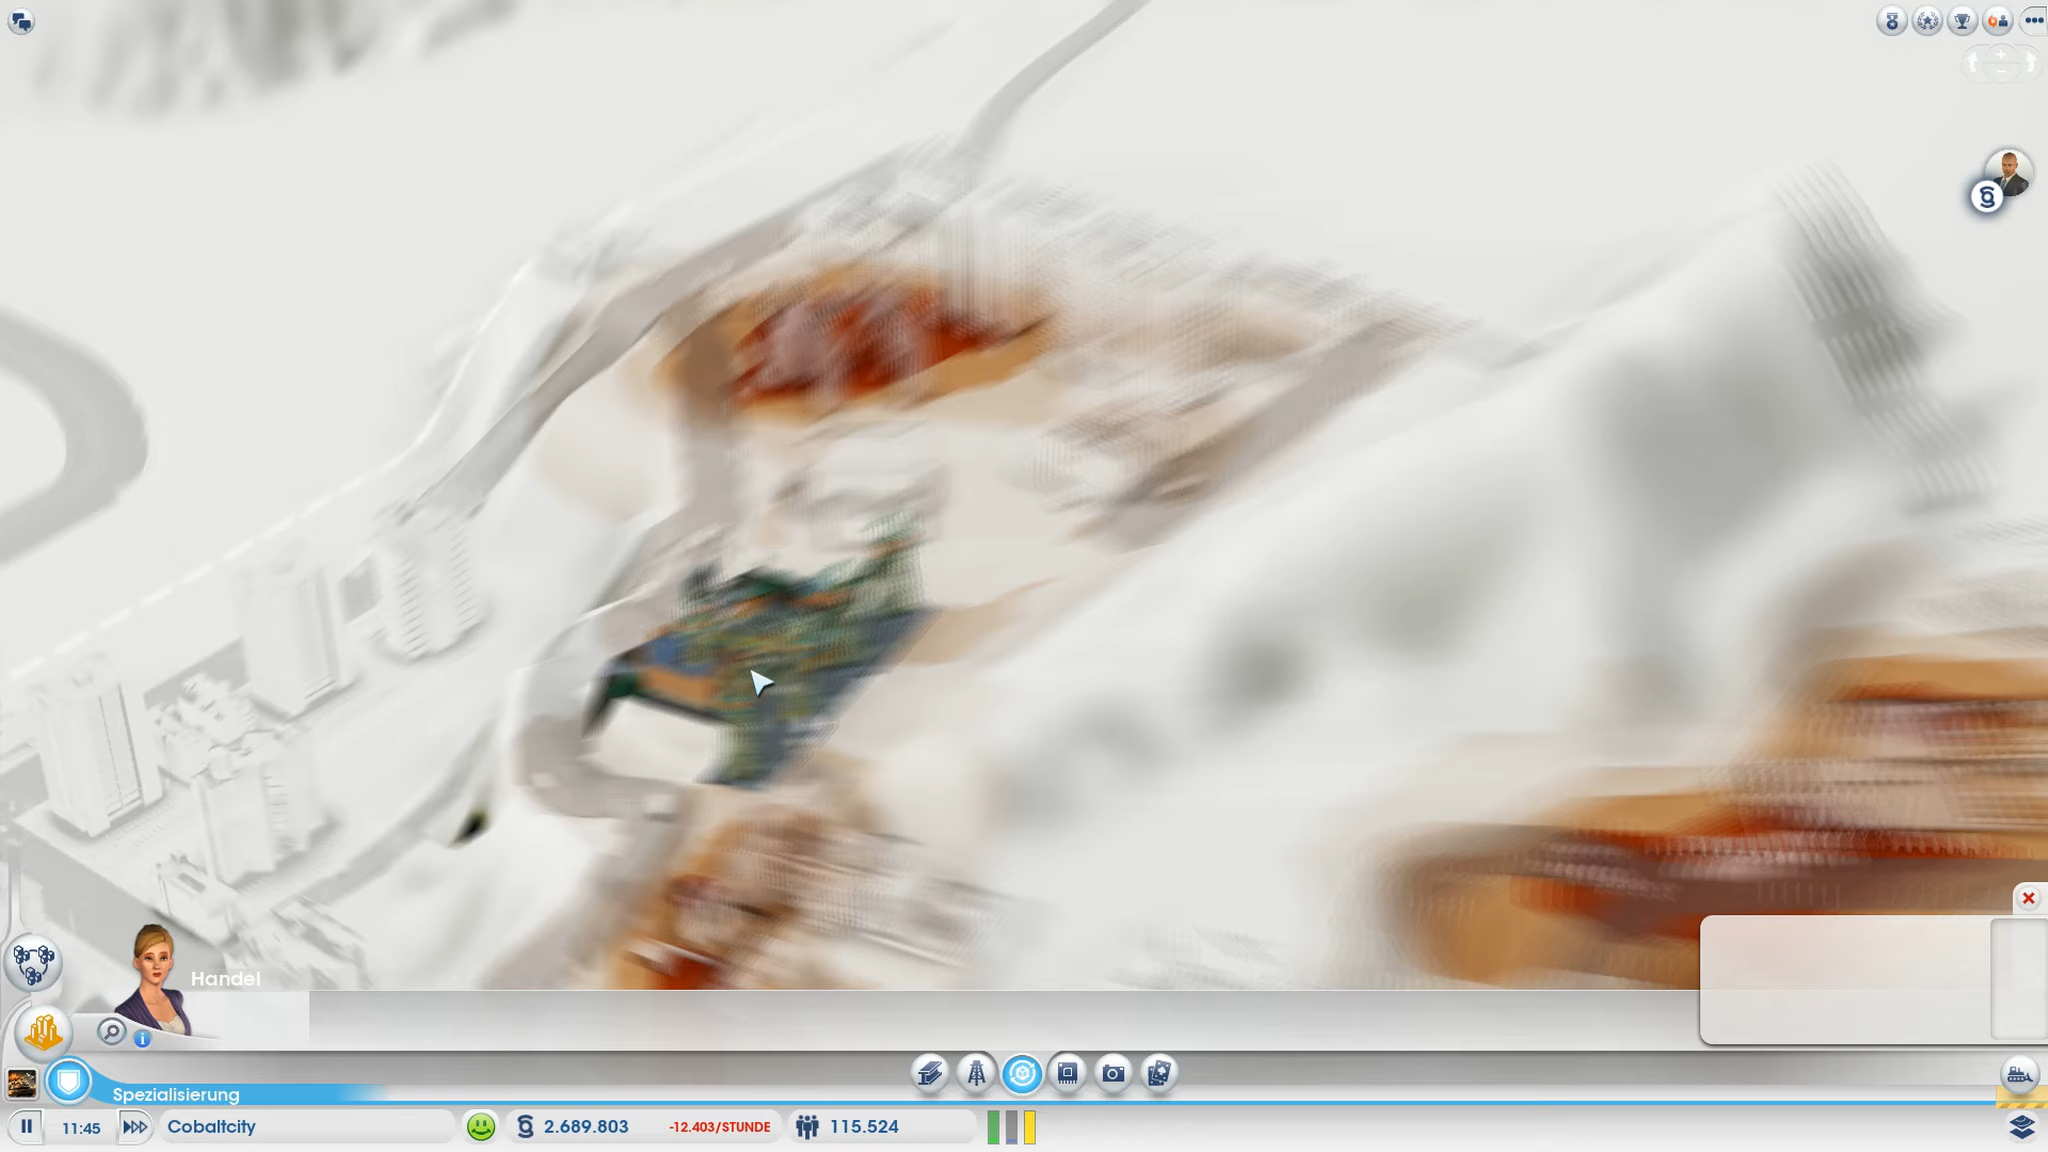 Handel
Spezialisierung
11:45
Cobaltcity
2.689.803
-12.403/STUNDE
115.524